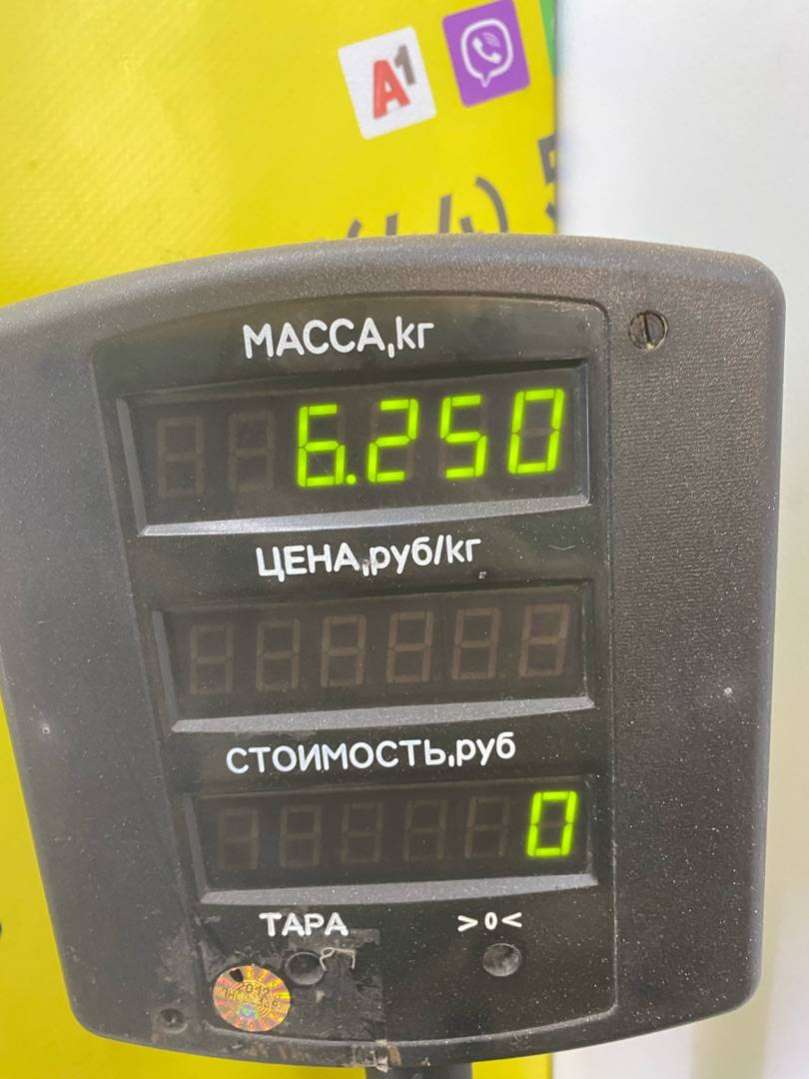 A1
МАССА,кг
6.250
ЦЕНА,руб/кг
СТОИМОСТЬ,руб
0
ТАРА
>0<